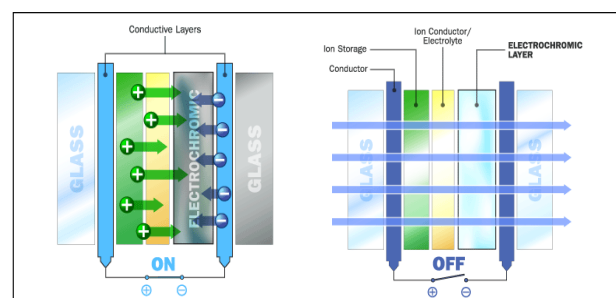 Conductive Layers
GLASS
ELECTROCHROMIC
GLASS
ON
Ion Conductor/
Electrolyte
Ion Storage
ELECTROCHROMIC
LAYER
Conductor
GLASS
GLASS
OFF